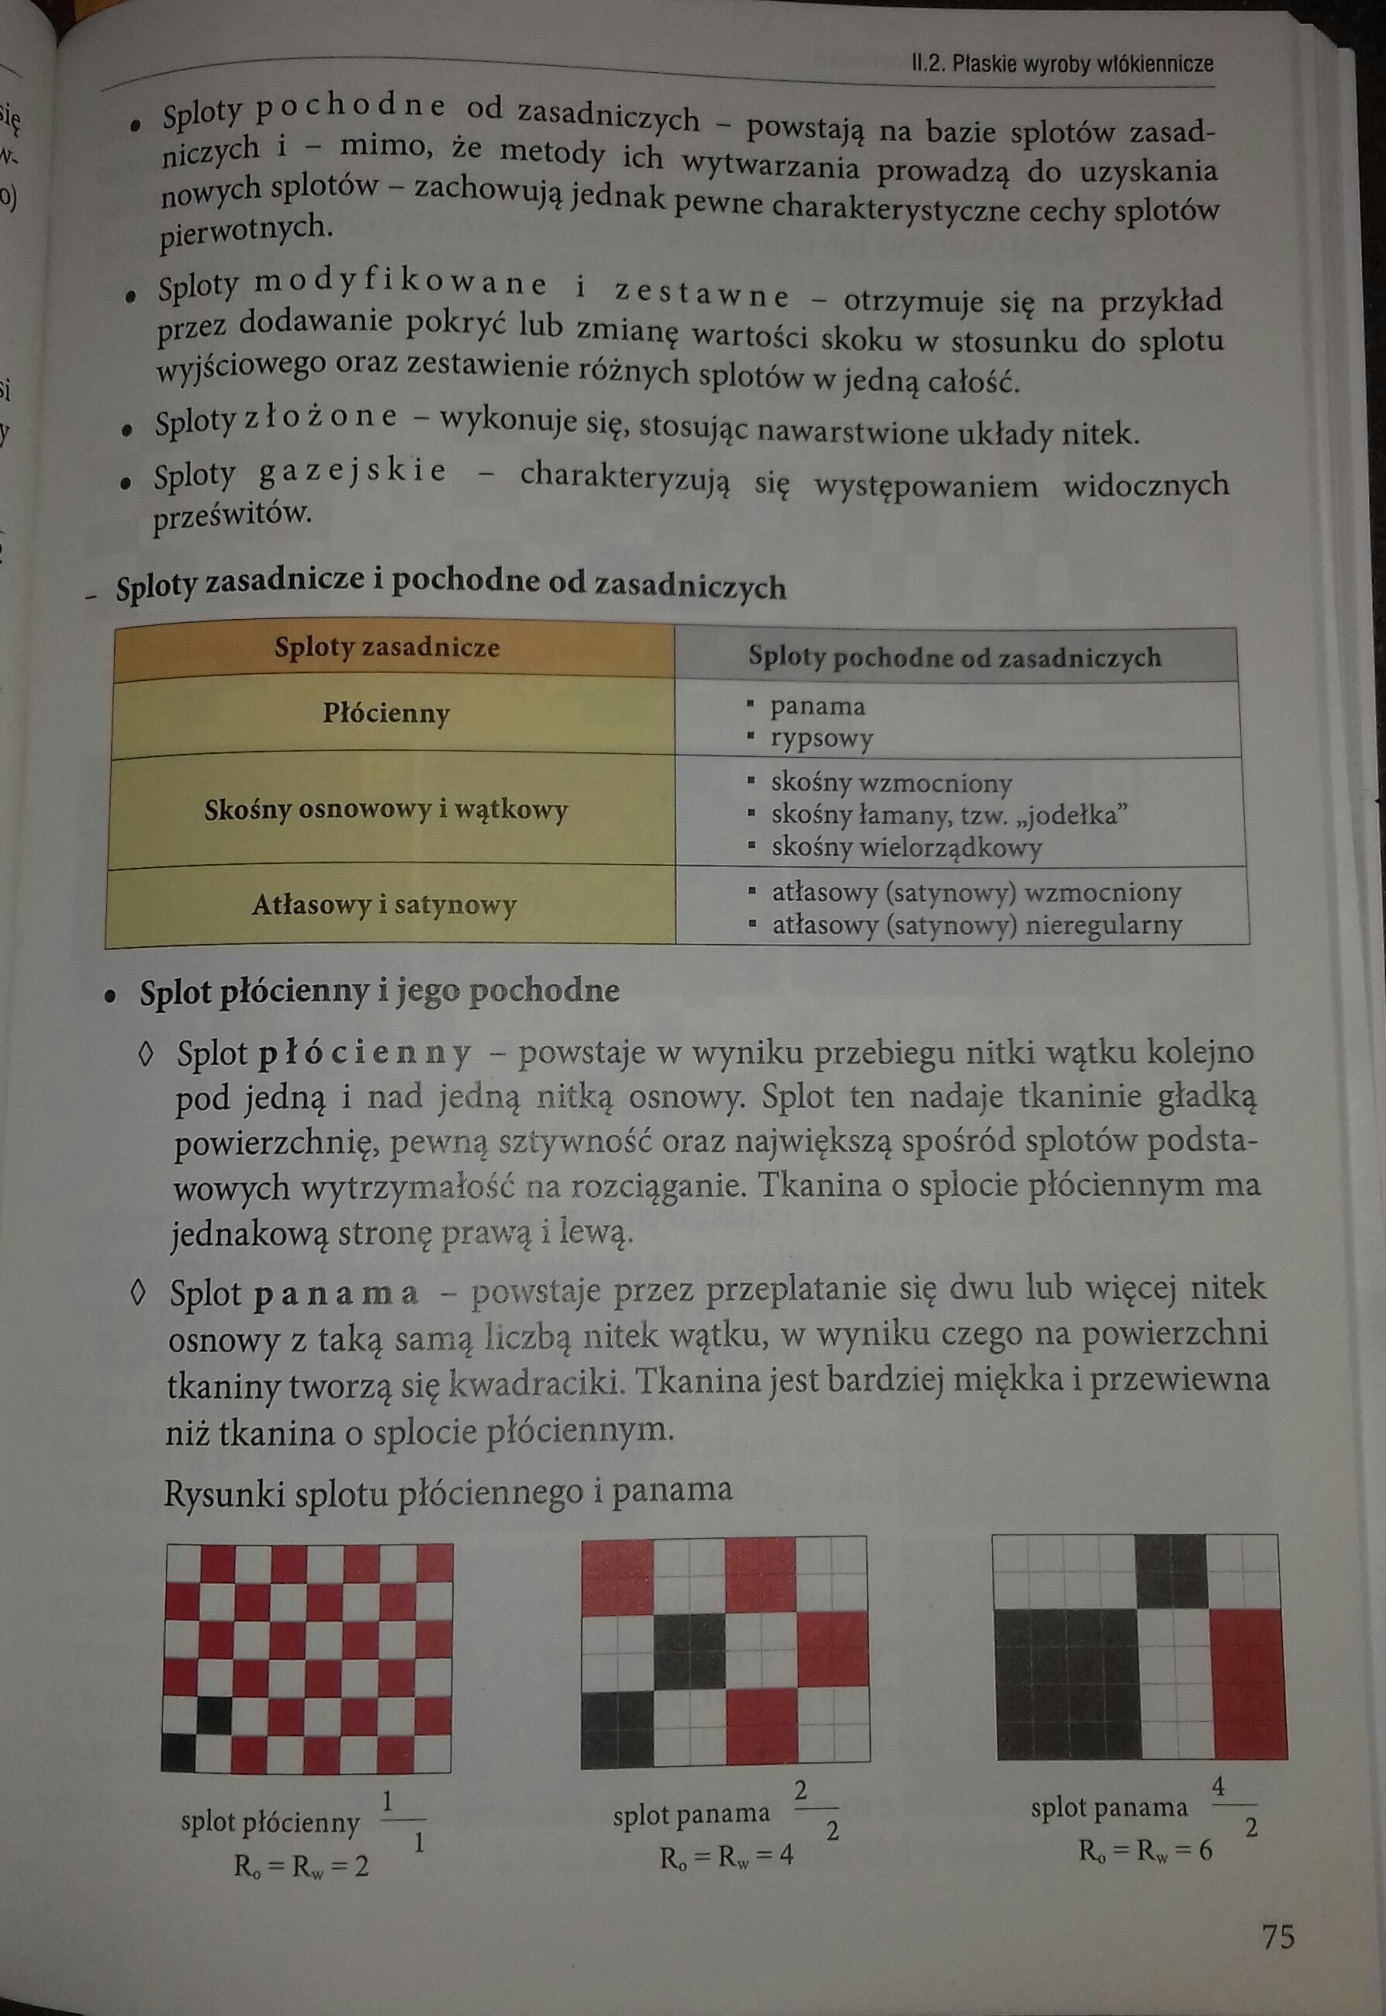 II.2. Płaskie wyroby włókiennicze
• Sploty pochodne od zasadniczych – powstają na bazie splotów zasad-
niczych i – mimo, że metody ich wytwarzania prowadzą do uzyskania
nowych splotów – zachowują jednak pewne charakterystyczne cechy splotów
pierwotnych.
• Sploty modyfikowane i zestawne – otrzymuje się na przykład
przez dodawanie pokryć lub zmianę wartości skoku w stosunku do splotu
wyjściowego oraz zestawienie różnych splotów w jedną całość.
• Sploty złożone – wykonuje się, stosując nawarstwione układy nitek.
• Sploty gazejskie – charakteryzują się występowaniem widocznych
prześwitów.
– Sploty zasadnicze i pochodne od zasadniczych
Sploty zasadnicze
Sploty pochodne od zasadniczych
Płócienny
▪ panama
▪ rypsowy
Skośny osnowowy i wątkowy
▪ skośny wzmocniony
▪ skośny łamany, tzw. „jodełka”
▪ skośny wielorządkowy
Atłasowy i satynowy
▪ atłasowy (satynowy) wzmocniony
▪ atłasowy (satynowy) nieregularny
• Splot płócienny i jego pochodne
◊ Splot płócienny – powstaje w wyniku przebiegu nitki wątku kolejno
pod jedną i nad jedną nitką osnowy. Splot ten nadaje tkaninie gładką
powierzchnię, pewną sztywność oraz największą spośród splotów podsta-
wowych wytrzymałość na rozciąganie. Tkanina o splocie płóciennym ma
jednakową stronę prawą i lewą.
◊ Splot panama – powstaje przez przeplatanie się dwu lub więcej nitek
osnowy z taką samą liczbą nitek wątku, w wyniku czego na powierzchni
tkaniny tworzą się kwadraciki. Tkanina jest bardziej miękka i przewiewna
niż tkanina o splocie płóciennym.
Rysunki splotu płóciennego i panama
splot płócienny 1/1
Rₒ = R_w = 2
splot panama 2/2
Rₒ = R_w = 4
splot panama 4/2
Rₒ = R_w = 6
75